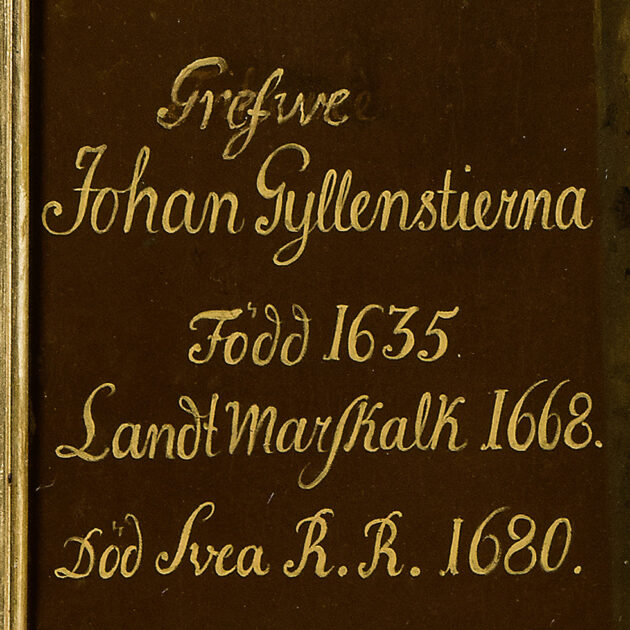 Grefwe
Johan Gyllenstierna
Född 1635
Landt Marskalk 1668.
Död Svea R. R. 1680.